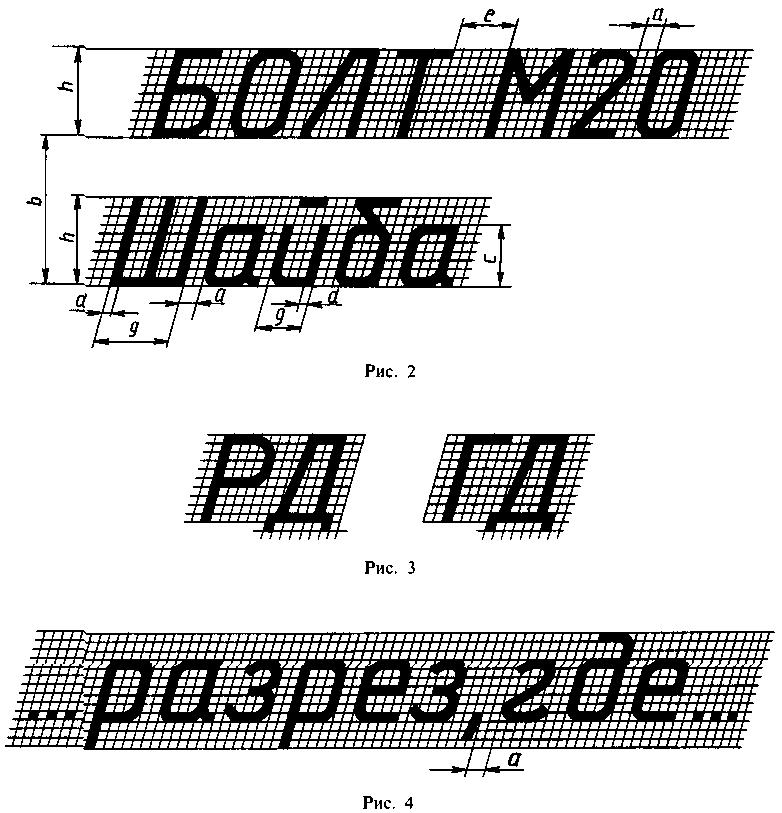 e a
БОЛТ М20
h
b
Шайба
h c
d g a g d
Рис. 2
РД ГД
Рис. 3
...разрез, где...
a
Рис. 4